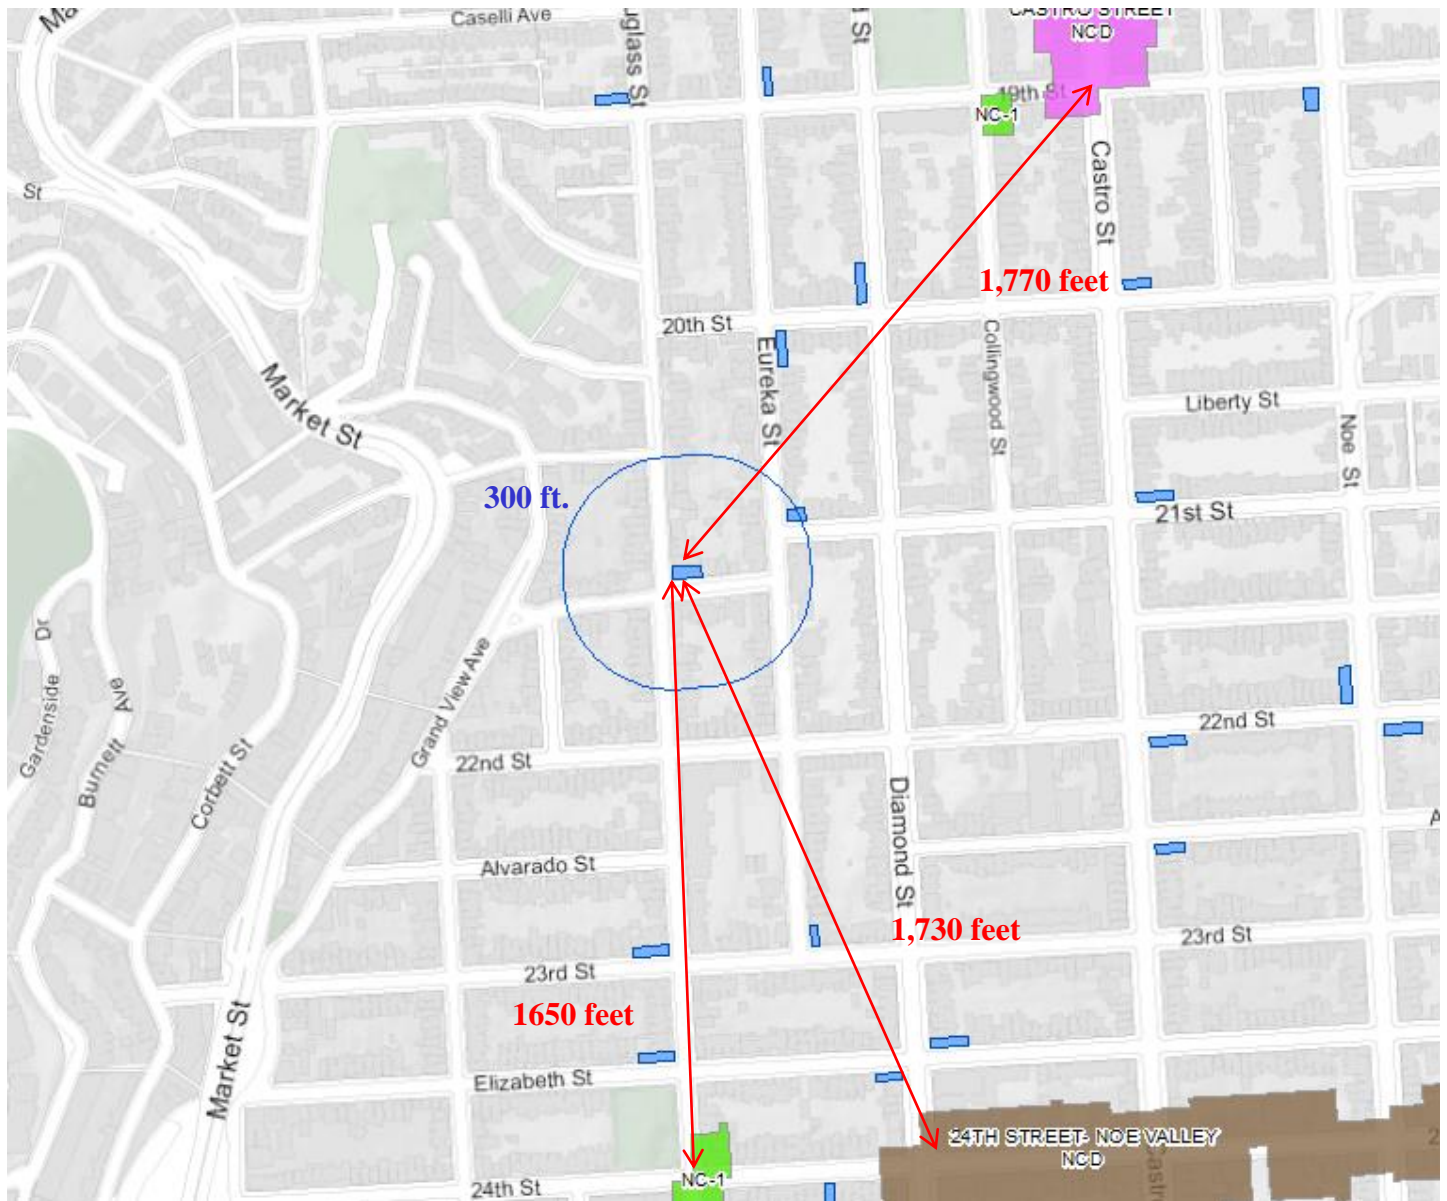 Caselli Ave
CASTRO STREET
NCD
19th St
NC-1
Castro St
St
1,770 feet
20th St
Eureka St
Collingwood St
Market St
Liberty St
Noe St
300 ft.
21st St
Gardenside Dr
Burnett Ave
Corbett St
Grand View Ave
22nd St
22nd St
Diamond St
Alvarado St
1,730 feet
23rd St
23rd St
1650 feet
Market St
Elizabeth St
24TH STREET- NOE VALLEY
NCD
NC-1
24th St